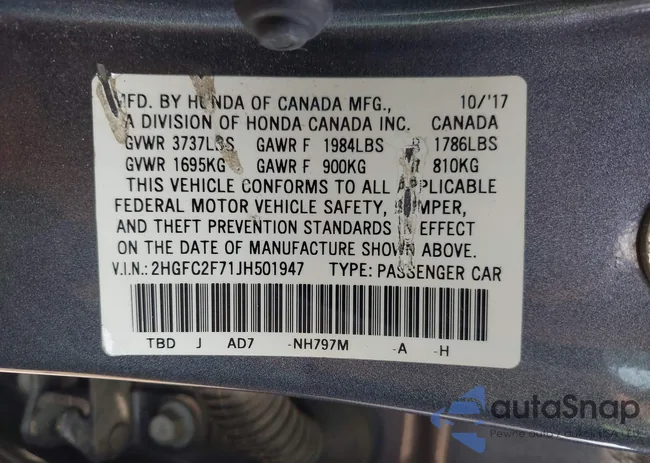 MFD. BY HONDA OF CANADA MFG., 10/'17
A DIVISION OF HONDA CANADA INC. CANADA
GVWR 3737LBS GAWR F 1984LBS R 1786LBS
GVWR 1695KG GAWR F 900KG R 810KG
THIS VEHICLE CONFORMS TO ALL APPLICABLE
FEDERAL MOTOR VEHICLE SAFETY, BUMPER,
AND THEFT PREVENTION STANDARDS IN EFFECT
ON THE DATE OF MANUFACTURE SHOWN ABOVE.
V.I.N.: 2HGFC2F71JH501947 TYPE: PASSENGER CAR
TBD J AD7 -NH797M -A -H
autaSnap